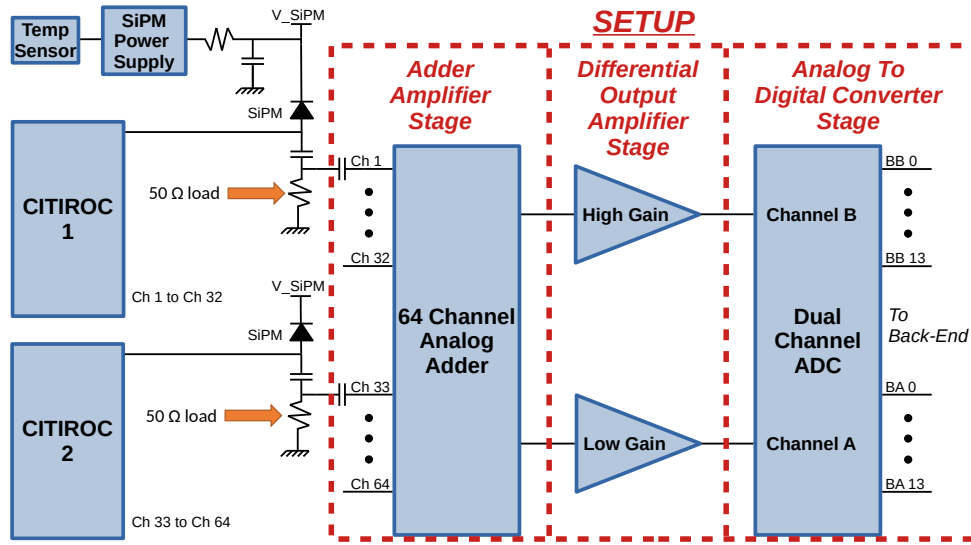 Temp
Sensor
SiPM
Power
Supply
V_SiPM
SETUP
Adder
Amplifier
Stage
Differential
Output
Amplifier
Stage
Analog To
Digital Converter
Stage
SiPM
CITIROC
1
50 Ω load
Ch 1 to Ch 32
Ch 1
Ch 32
High Gain
Channel B
BB 0
BB 13
V_SiPM
SiPM
64 Channel
Analog
Adder
Dual
Channel
ADC
To
Back-End
CITIROC
2
50 Ω load
Ch 33 to Ch 64
Ch 33
Ch 64
Low Gain
Channel A
BA 0
BA 13